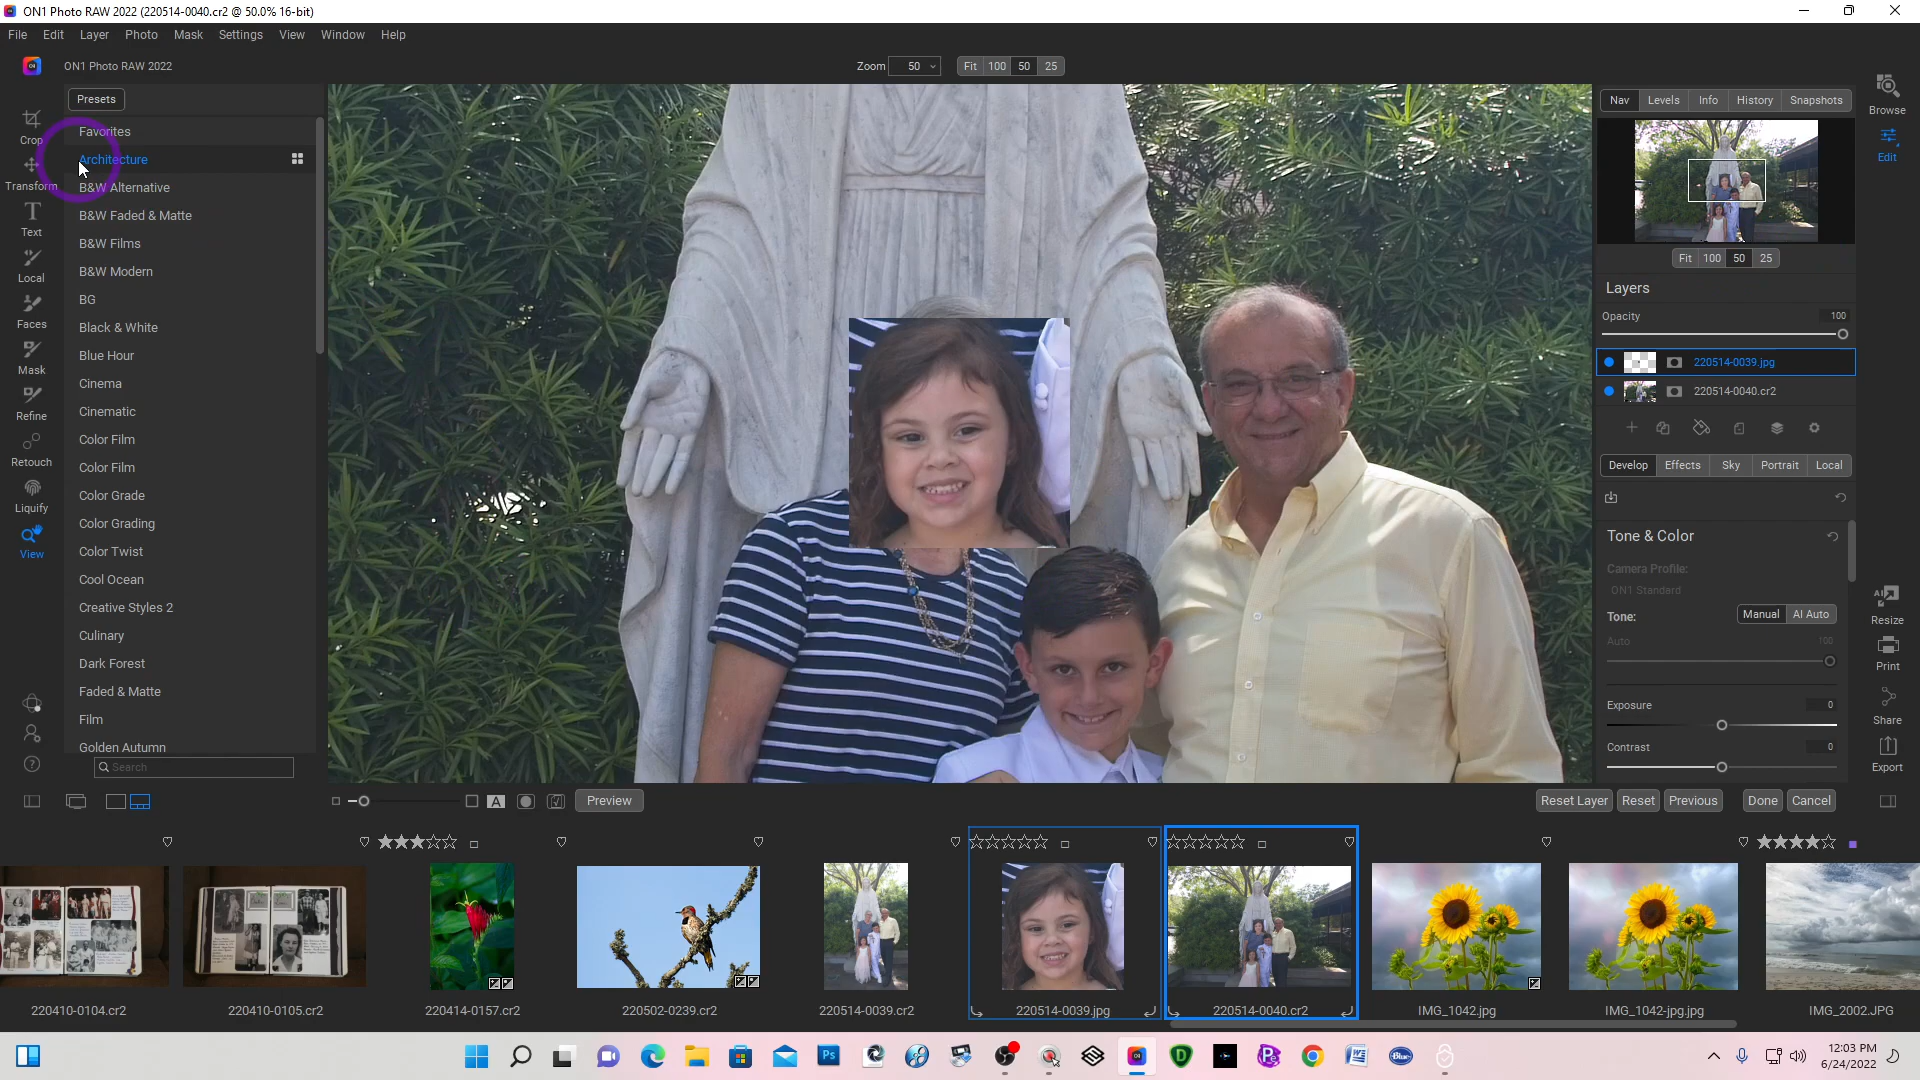 ON1 Photo RAW 2022 (220514-0040.cr2 @ 50.0% 16-bit)
File Edit Layer Photo Mask Settings View Window Help
ON1 Photo RAW 2022
Zoom 50 Fit 100 50 25
Presets
Favorites
Architecture
B&W Alternative
B&W Faded & Matte
B&W Films
B&W Modern
BG
Black & White
Blue Hour
Cinema
Cinematic
Color Film
Color Film
Color Grade
Color Grading
Color Twist
Cool Ocean
Creative Styles 2
Culinary
Dark Forest
Faded & Matte
Film
Golden Autumn
Search
Crop
Transform
Text
Local
Faces
Mask
Refine
Retouch
Liquify
View
Nav Levels Info History Snapshots
Fit 100 50 25
Layers
Opacity 100
220514-0039.jpg
220514-0040.cr2
Develop Effects Sky Portrait Local
Tone & Color
Camera Profile:
ON1 Standard
Tone: Manual AI Auto
Auto 100
Exposure 0
Contrast 0
Browse
Edit
AI
Resize
Print
Share
Export
A Preview Reset Layer Reset Previous Done Cancel
220410-0104.cr2
220410-0105.cr2
220414-0157.cr2
220502-0239.cr2
220514-0039.cr2
220514-0039.jpg
220514-0040.cr2
IMG_1042.jpg
IMG_1042-jpg.jpg
IMG_2002.JPG
Ps
12:03 PM
6/24/2022